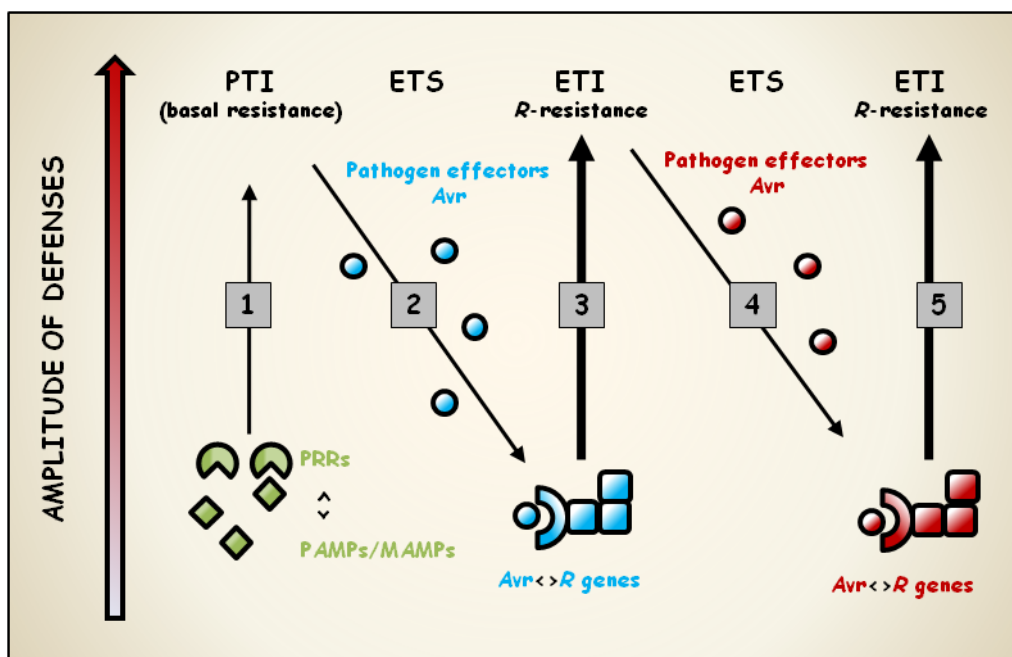 AMPLITUDE OF DEFENSES
PTI
(basal resistance)
ETS
ETI
R-resistance
ETS
ETI
R-resistance
Pathogen effectors
Avr
Pathogen effectors
Avr
1
2
3
4
5
PRRs
< >
PAMPs/MAMPs
Avr<>R genes
Avr<>R genes